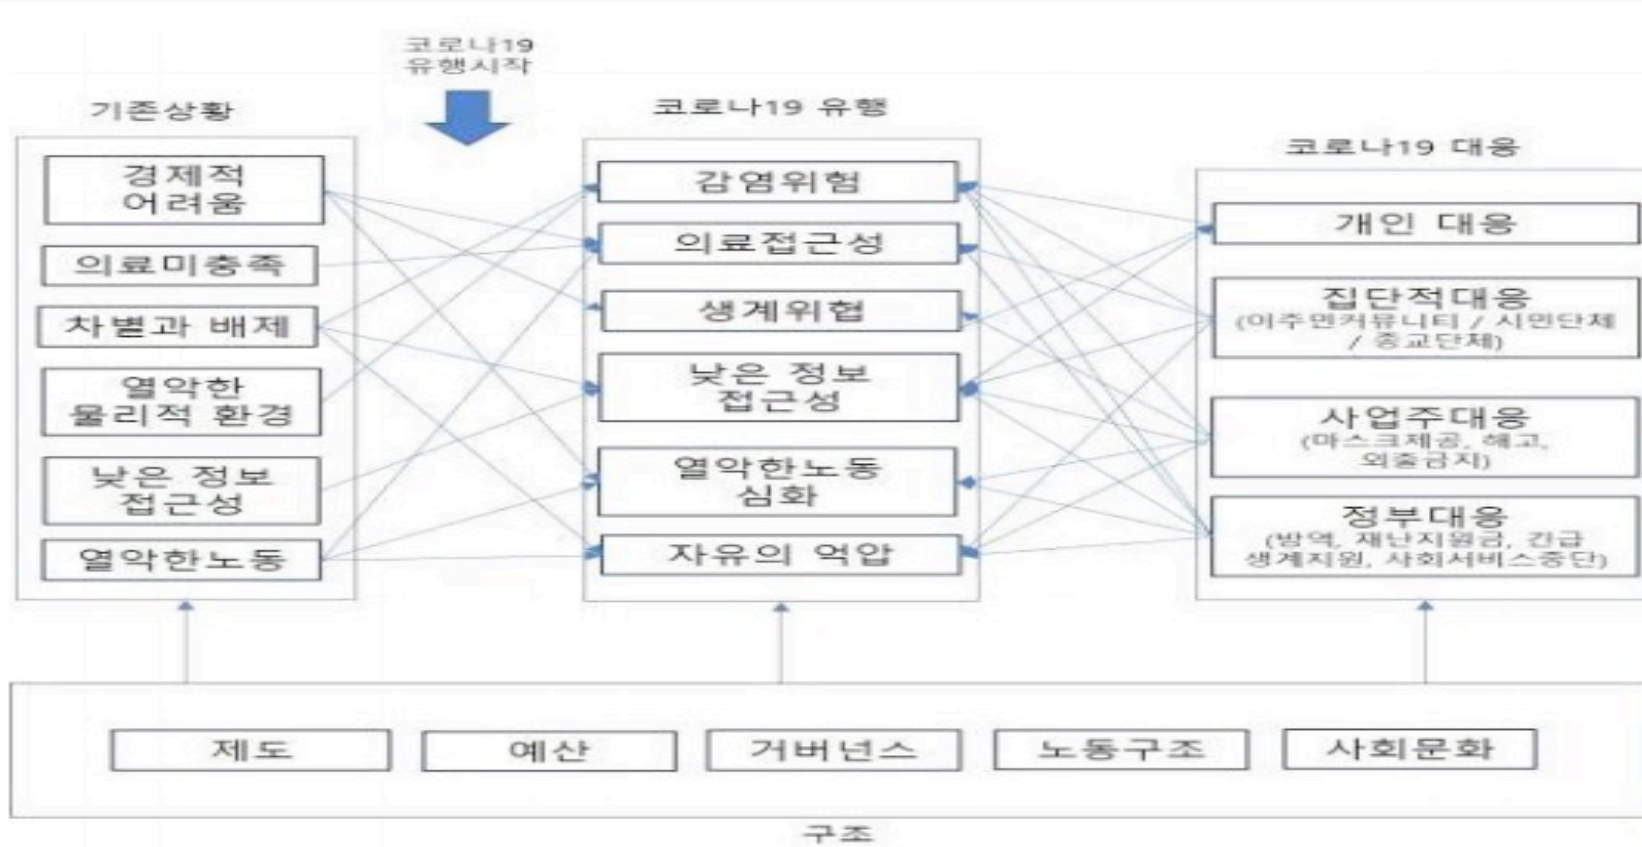 코로나19
유행시작
기존상황
경제적
어려움
의료미충족
차별과 배제
열악한
물리적 환경
낮은 정보
접근성
열악한노동
코로나19 유행
감염위험
의료접근성
생계위협
낮은 정보
접근성
열악한노동
심화
자유의 억압
코로나19 대응
개인 대응
집단적대응
(이주민커뮤니티 / 시민단체
/ 종교단체)
사업주대응
(마스크제공, 해고,
외출금지)
정부대응
(방역, 재난지원금, 긴급
생계지원, 사회서비스중단)
제도
예산
거버넌스
노동구조
사회문화
구조